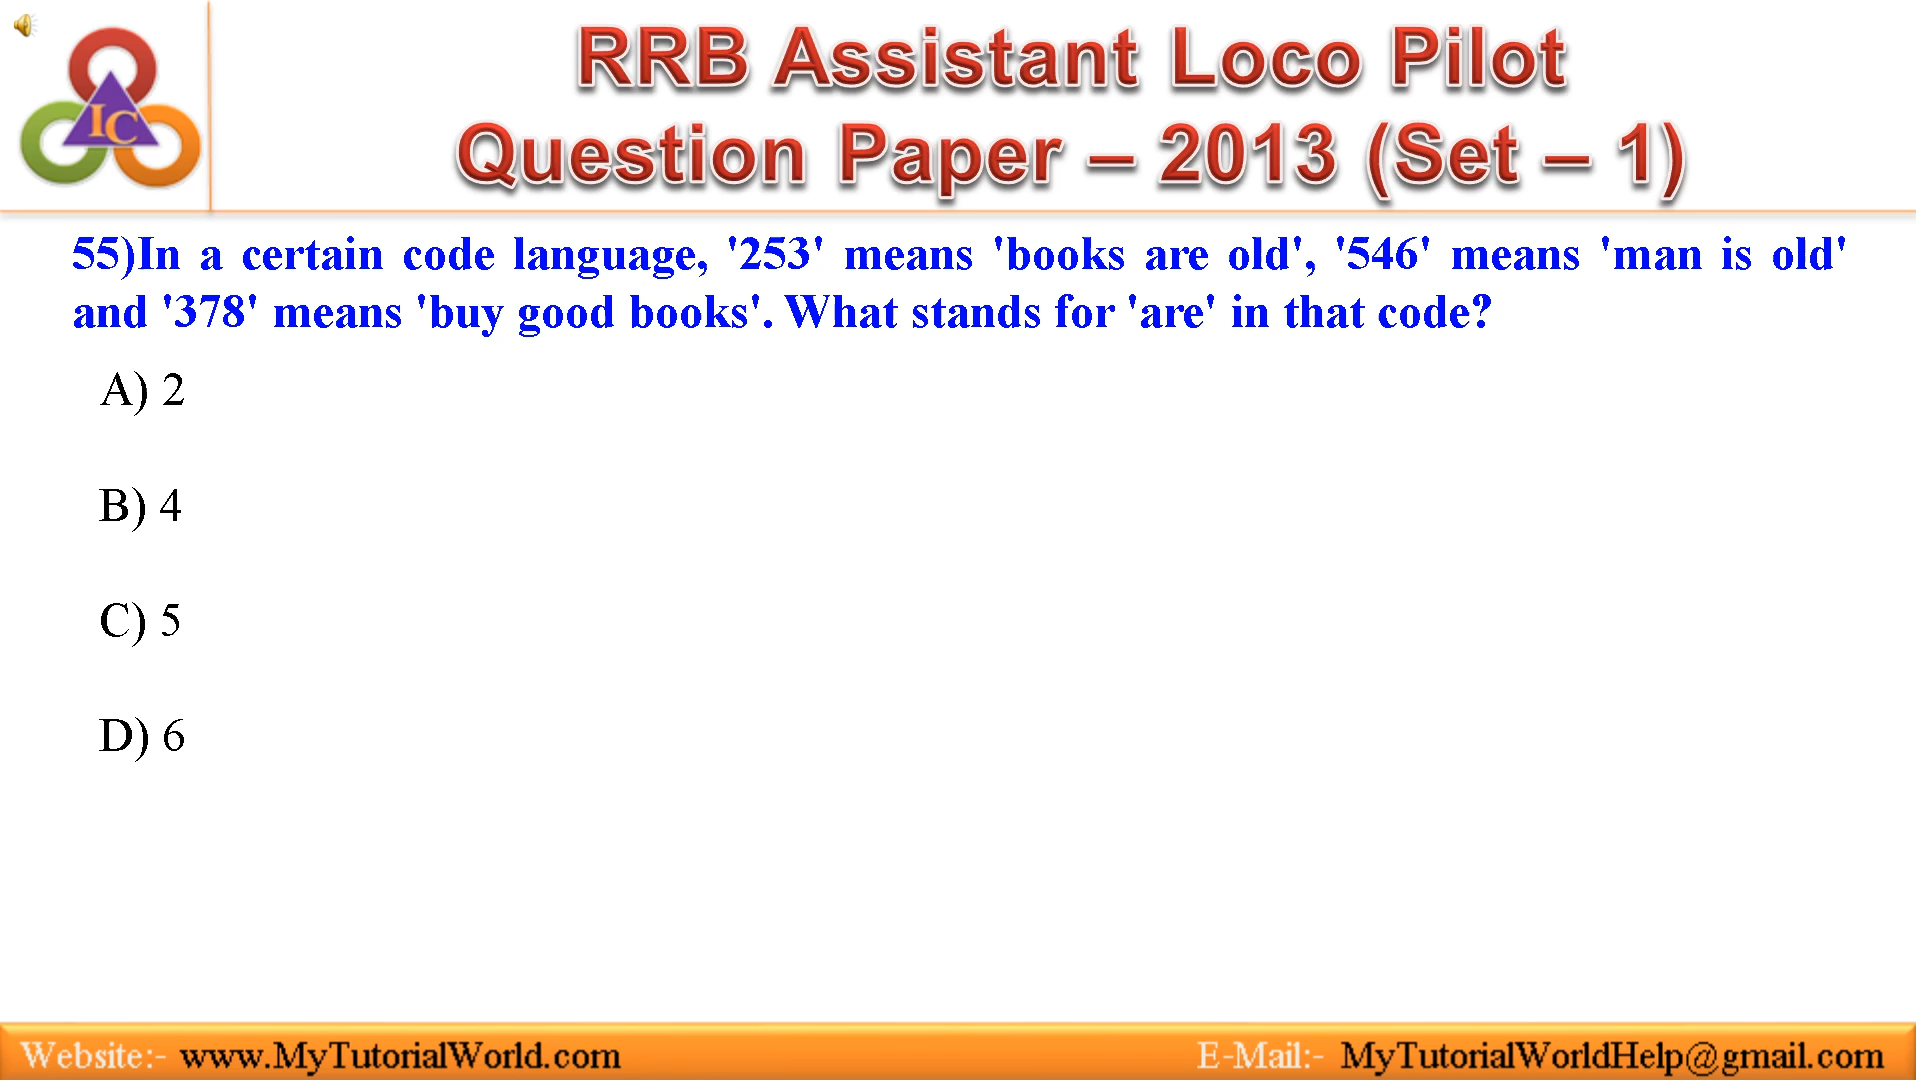 IC
RRB Assistant Loco Pilot
Question Paper – 2013 (Set – 1)
55)In a certain code language, '253' means 'books are old', '546' means 'man is old'
and '378' means 'buy good books'. What stands for 'are' in that code?
A) 2
B) 4
C) 5
D) 6
Website:- www.MyTutorialWorld.com
E-Mail:- MyTutorialWorldHelp@gmail.com